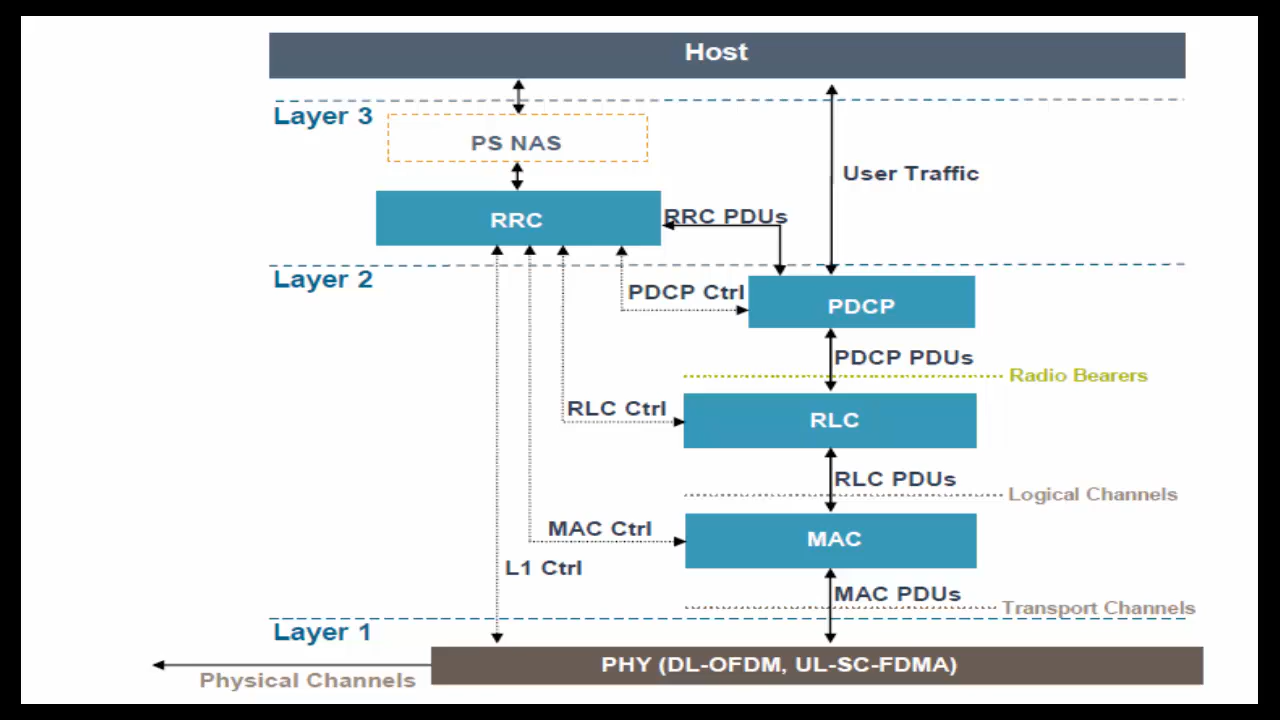 Host
Layer 3
PS NAS
User Traffic
RRC
RRC PDUs
Layer 2
PDCP Ctrl
PDCP
PDCP PDUs
Radio Bearers
RLC Ctrl
RLC
RLC PDUs
Logical Channels
MAC Ctrl
MAC
L1 Ctrl
MAC PDUs
Transport Channels
Layer 1
PHY (DL-OFDM, UL-SC-FDMA)
Physical Channels